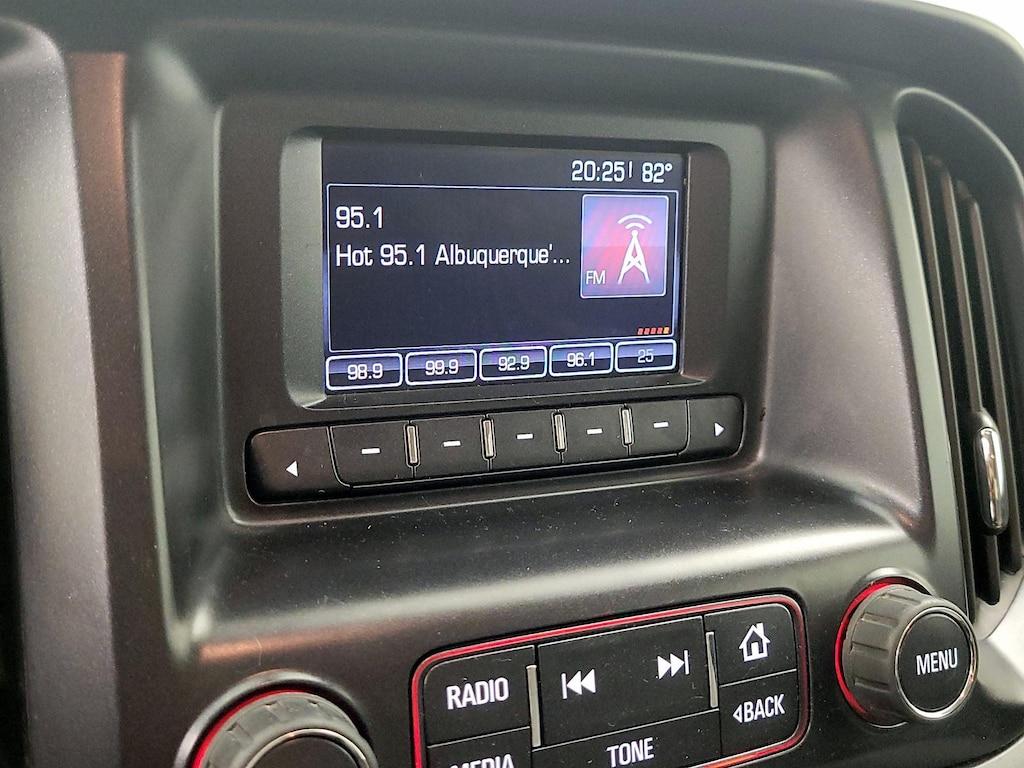 20:25 82°
95.1
Hot 95.1 Albuquerque'...
FM
98.9 99.9 92.9 96.1 25
RADIO
BACK
MENU
MEDIA
TONE